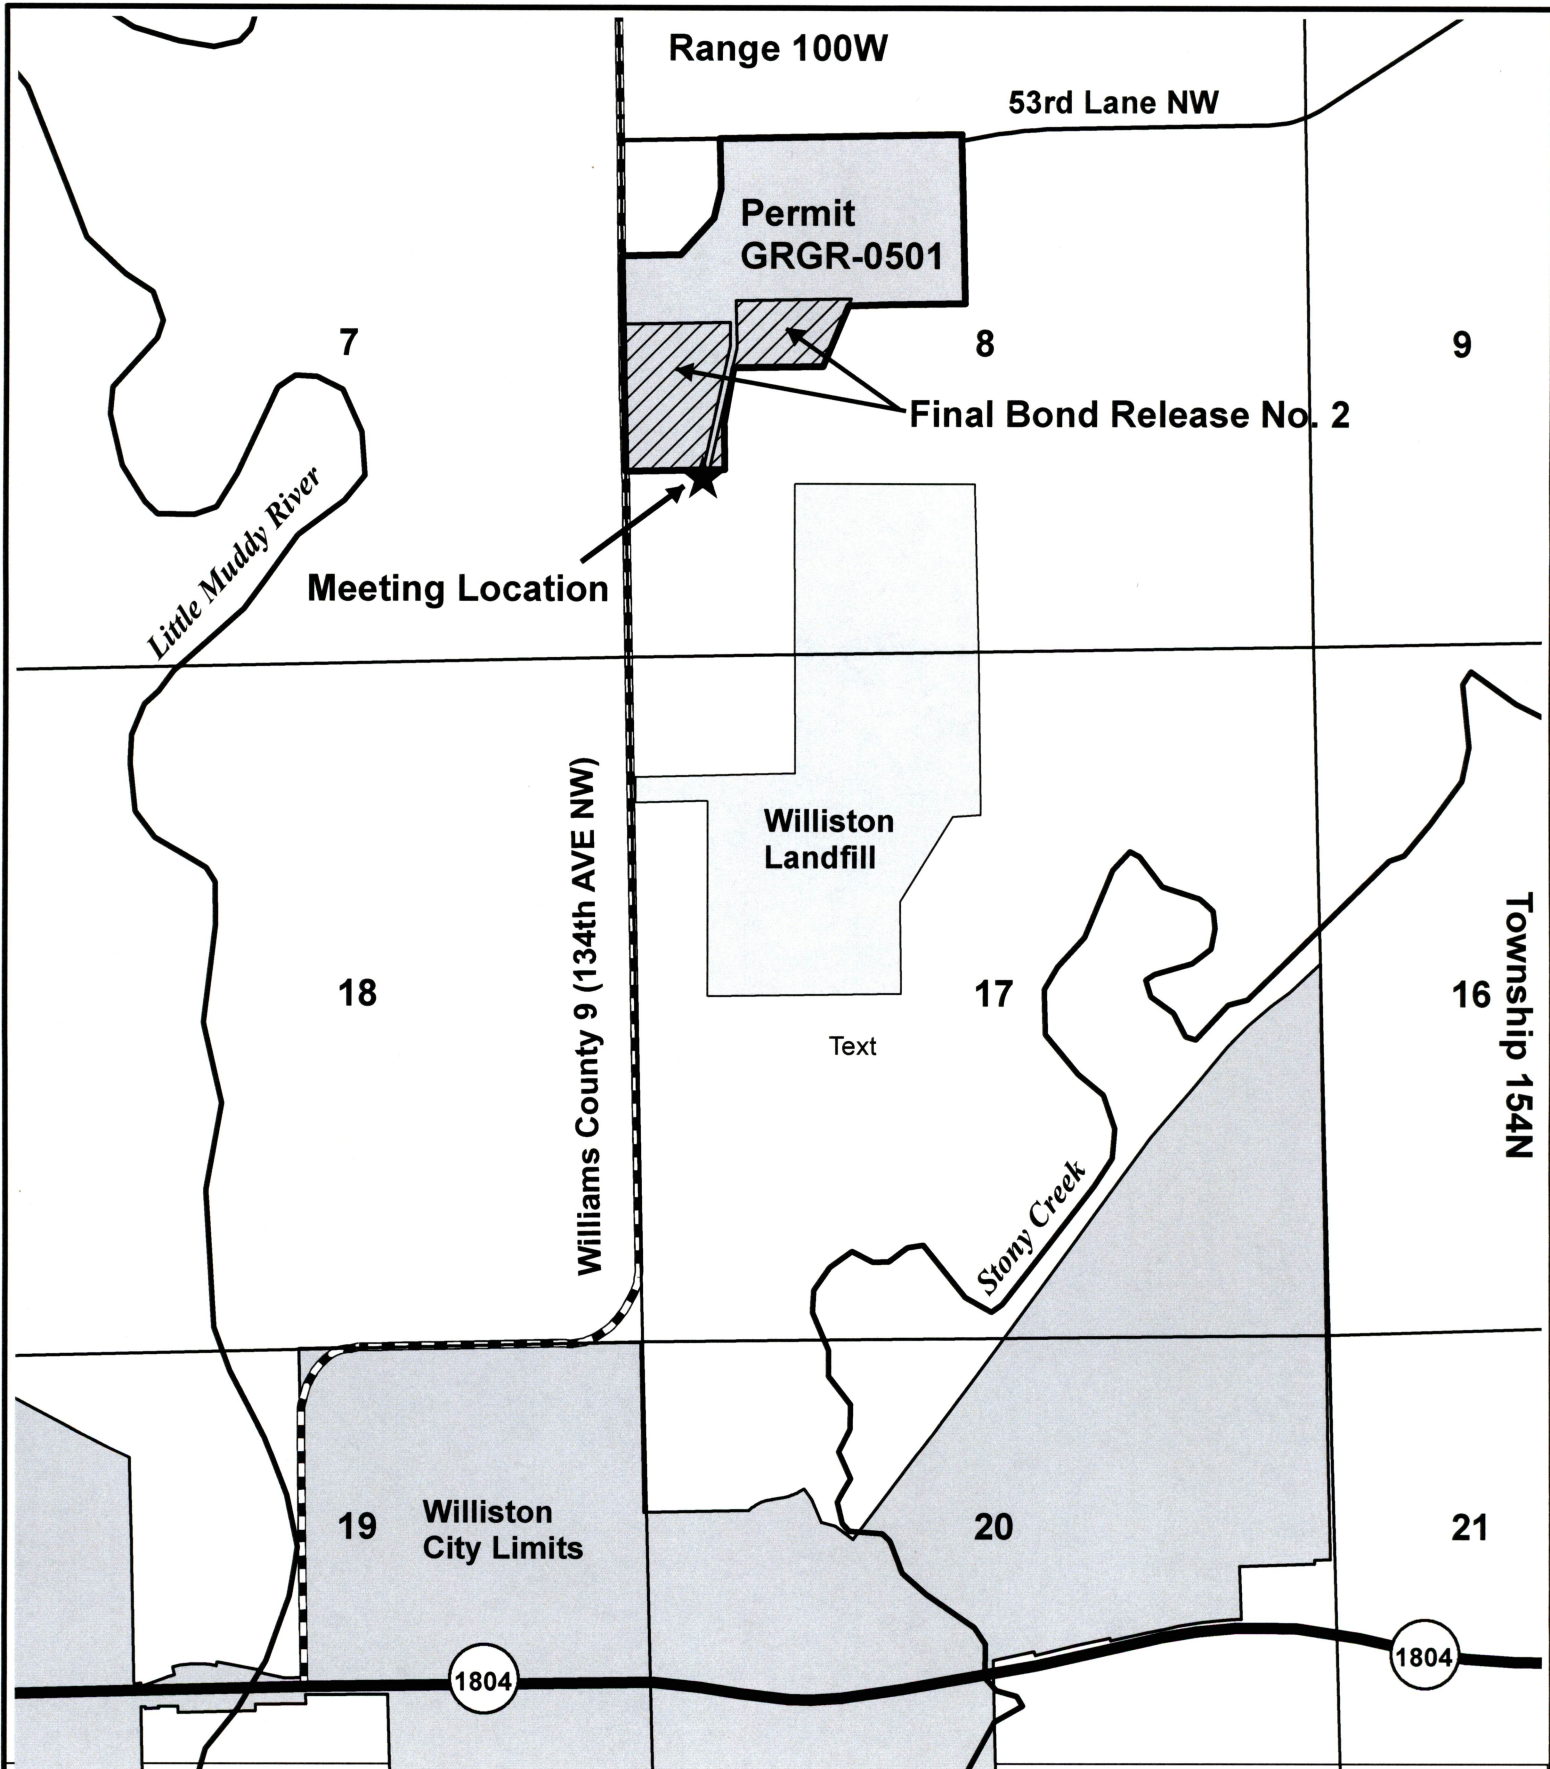 Range 100W
53rd Lane NW
Permit
GRGR-0501
7
8
9
Final Bond Release No. 2
Little Muddy River
Meeting Location
Williams County 9 (134th AVE NW)
Williston
Landfill
Township 154N
18
17
16
Text
Stony Creek
19
Williston
City Limits
20
21
1804
1804